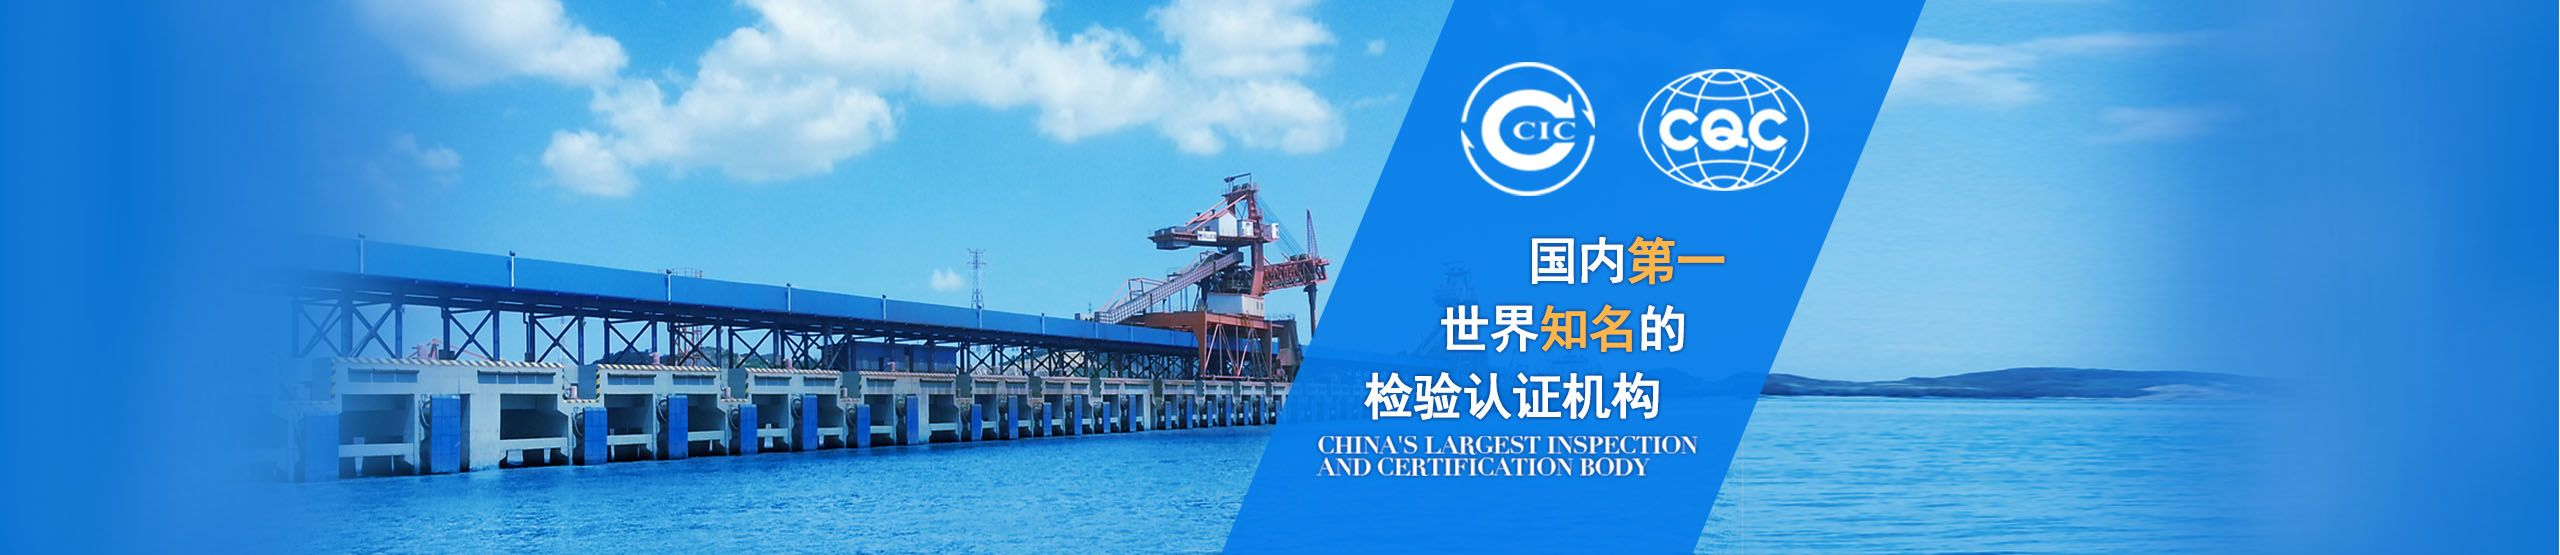 CCIC
CQC
国内第一
世界知名的
检验认证机构
CHINA'S LARGEST INSPECTION
AND CERTIFICATION BODY